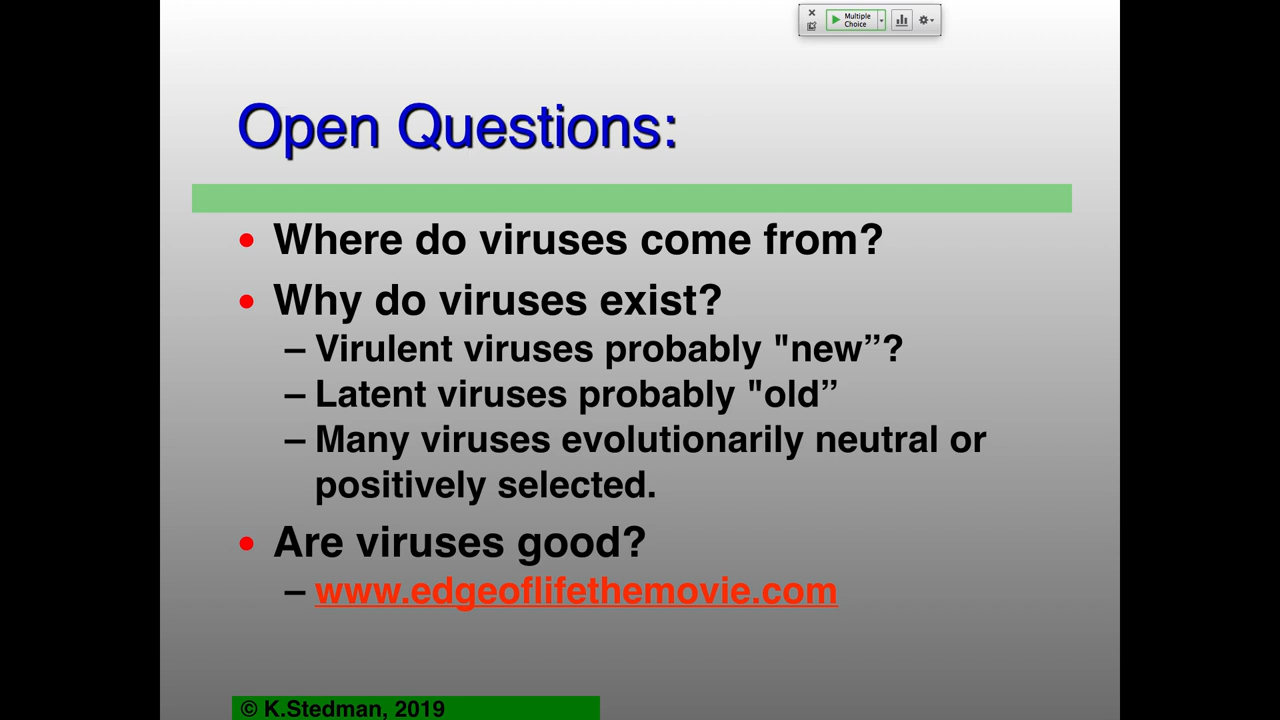 Multiple
Choice
Open Questions:
• Where do viruses come from?
• Why do viruses exist?
– Virulent viruses probably "new”?
– Latent viruses probably "old”
– Many viruses evolutionarily neutral or
positively selected.
• Are viruses good?
– www.edgeoflifethemovie.com
© K.Stedman, 2019